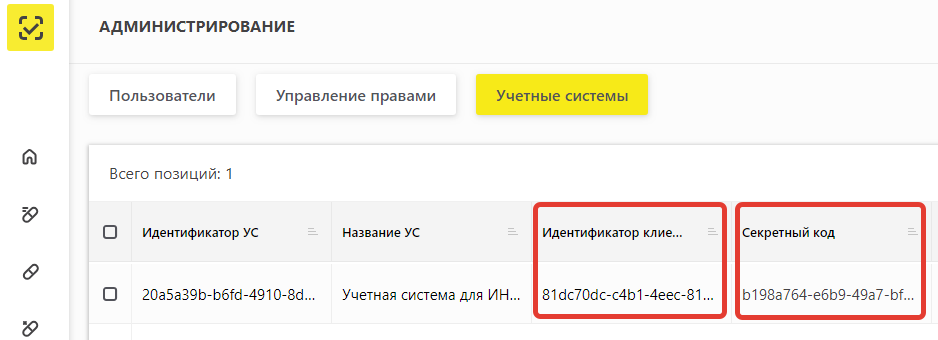 АДМИНИСТРИРОВАНИЕ
Пользователи Управление правами Учетные системы
Всего позиций: 1
Идентификатор УС Название УС Идентификатор клие... Секретный код
20a5a39b-b6fd-4910-8d... Учетная система для ИН... 81dc70dc-c4b1-4eec-81... b198a764-e6b9-49a7-bf...